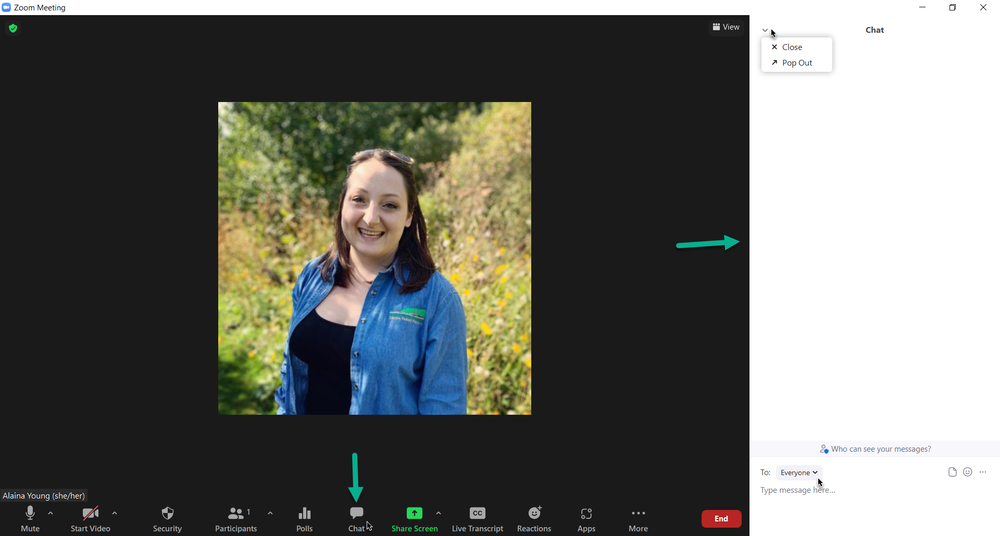 Zoom Meeting
View
Chat
Close
Pop Out
Who can see your messages?
To: Everyone
Type message here...
Alaina Young (she/her)
1
CC
Mute
Start Video
Security
Participants
Polls
Chat
Share Screen
Live Transcript
Reactions
Apps
More
End